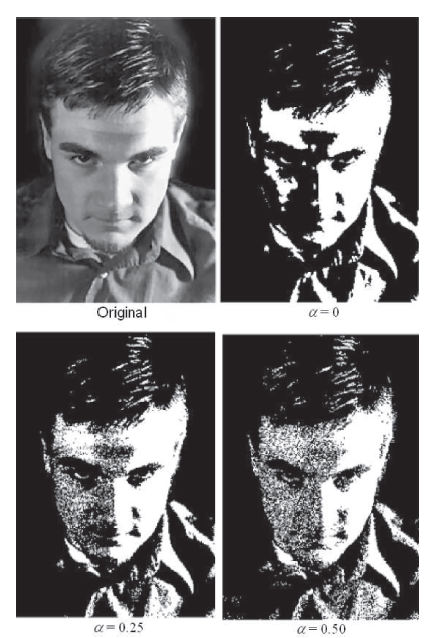 Original
α = 0
α = 0.25
α = 0.50